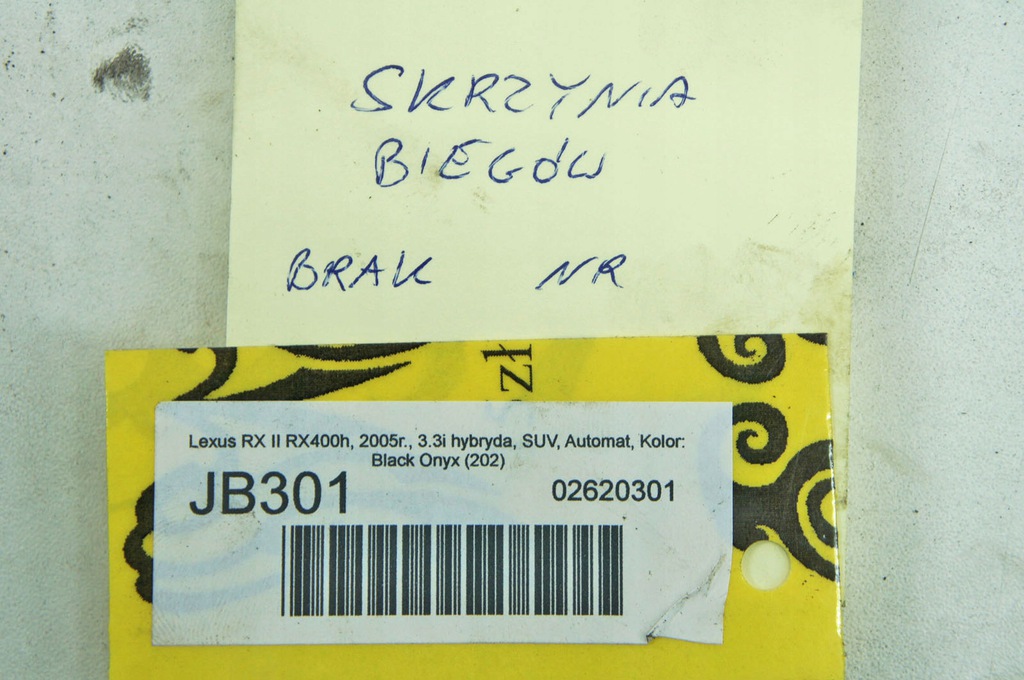 SKRZYNIA
BIEGÓW
BRAK NR
zł
Lexus RX II RX400h, 2005r., 3.3i hybryda, SUV, Automat, Kolor:
Black Onyx (202)
JB301 02620301